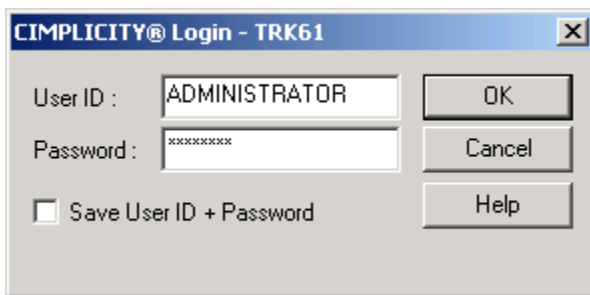 CIMPLICITY® Login - TRK61
User ID : ADMINISTRATOR OK
Password : ******** Cancel
Save User ID + Password Help